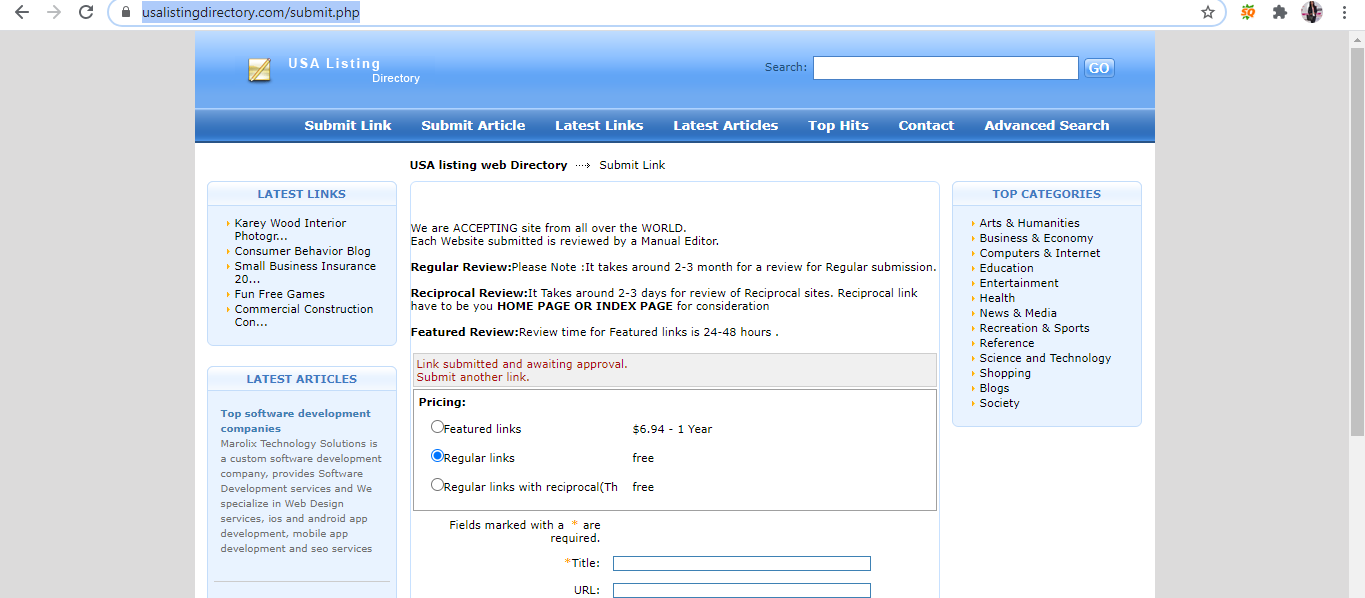 usalistingdirectory.com/submit.php
SQ
USA Listing
Directory
Search:
GO
Submit Link
Submit Article
Latest Links
Latest Articles
Top Hits
Contact
Advanced Search
USA listing web Directory
Submit Link
LATEST LINKS
Karey Wood Interior
Photogr...
Consumer Behavior Blog
Small Business Insurance
20...
Fun Free Games
Commercial Construction
Con...
LATEST ARTICLES
Top software development
companies
Marolix Technology Solutions is
a custom software development
company, provides Software
Development services and We
specialize in Web Design
services, ios and android app
development, mobile app
development and seo services
We are ACCEPTING site from all over the WORLD.
Each Website submitted is reviewed by a Manual Editor.
Regular Review:Please Note :It takes around 2-3 month for a review for Regular submission.
Reciprocal Review:It Takes around 2-3 days for review of Reciprocal sites. Reciprocal link
have to be you HOME PAGE OR INDEX PAGE for consideration
Featured Review:Review time for Featured links is 24-48 hours .
Link submitted and awaiting approval.
Submit another link.
Pricing:
Featured links $6.94 - 1 Year
Regular links free
Regular links with reciprocal(Th free
Fields marked with a * are
required.
*Title:
URL:
TOP CATEGORIES
Arts & Humanities
Business & Economy
Computers & Internet
Education
Entertainment
Health
News & Media
Recreation & Sports
Reference
Science and Technology
Shopping
Blogs
Society